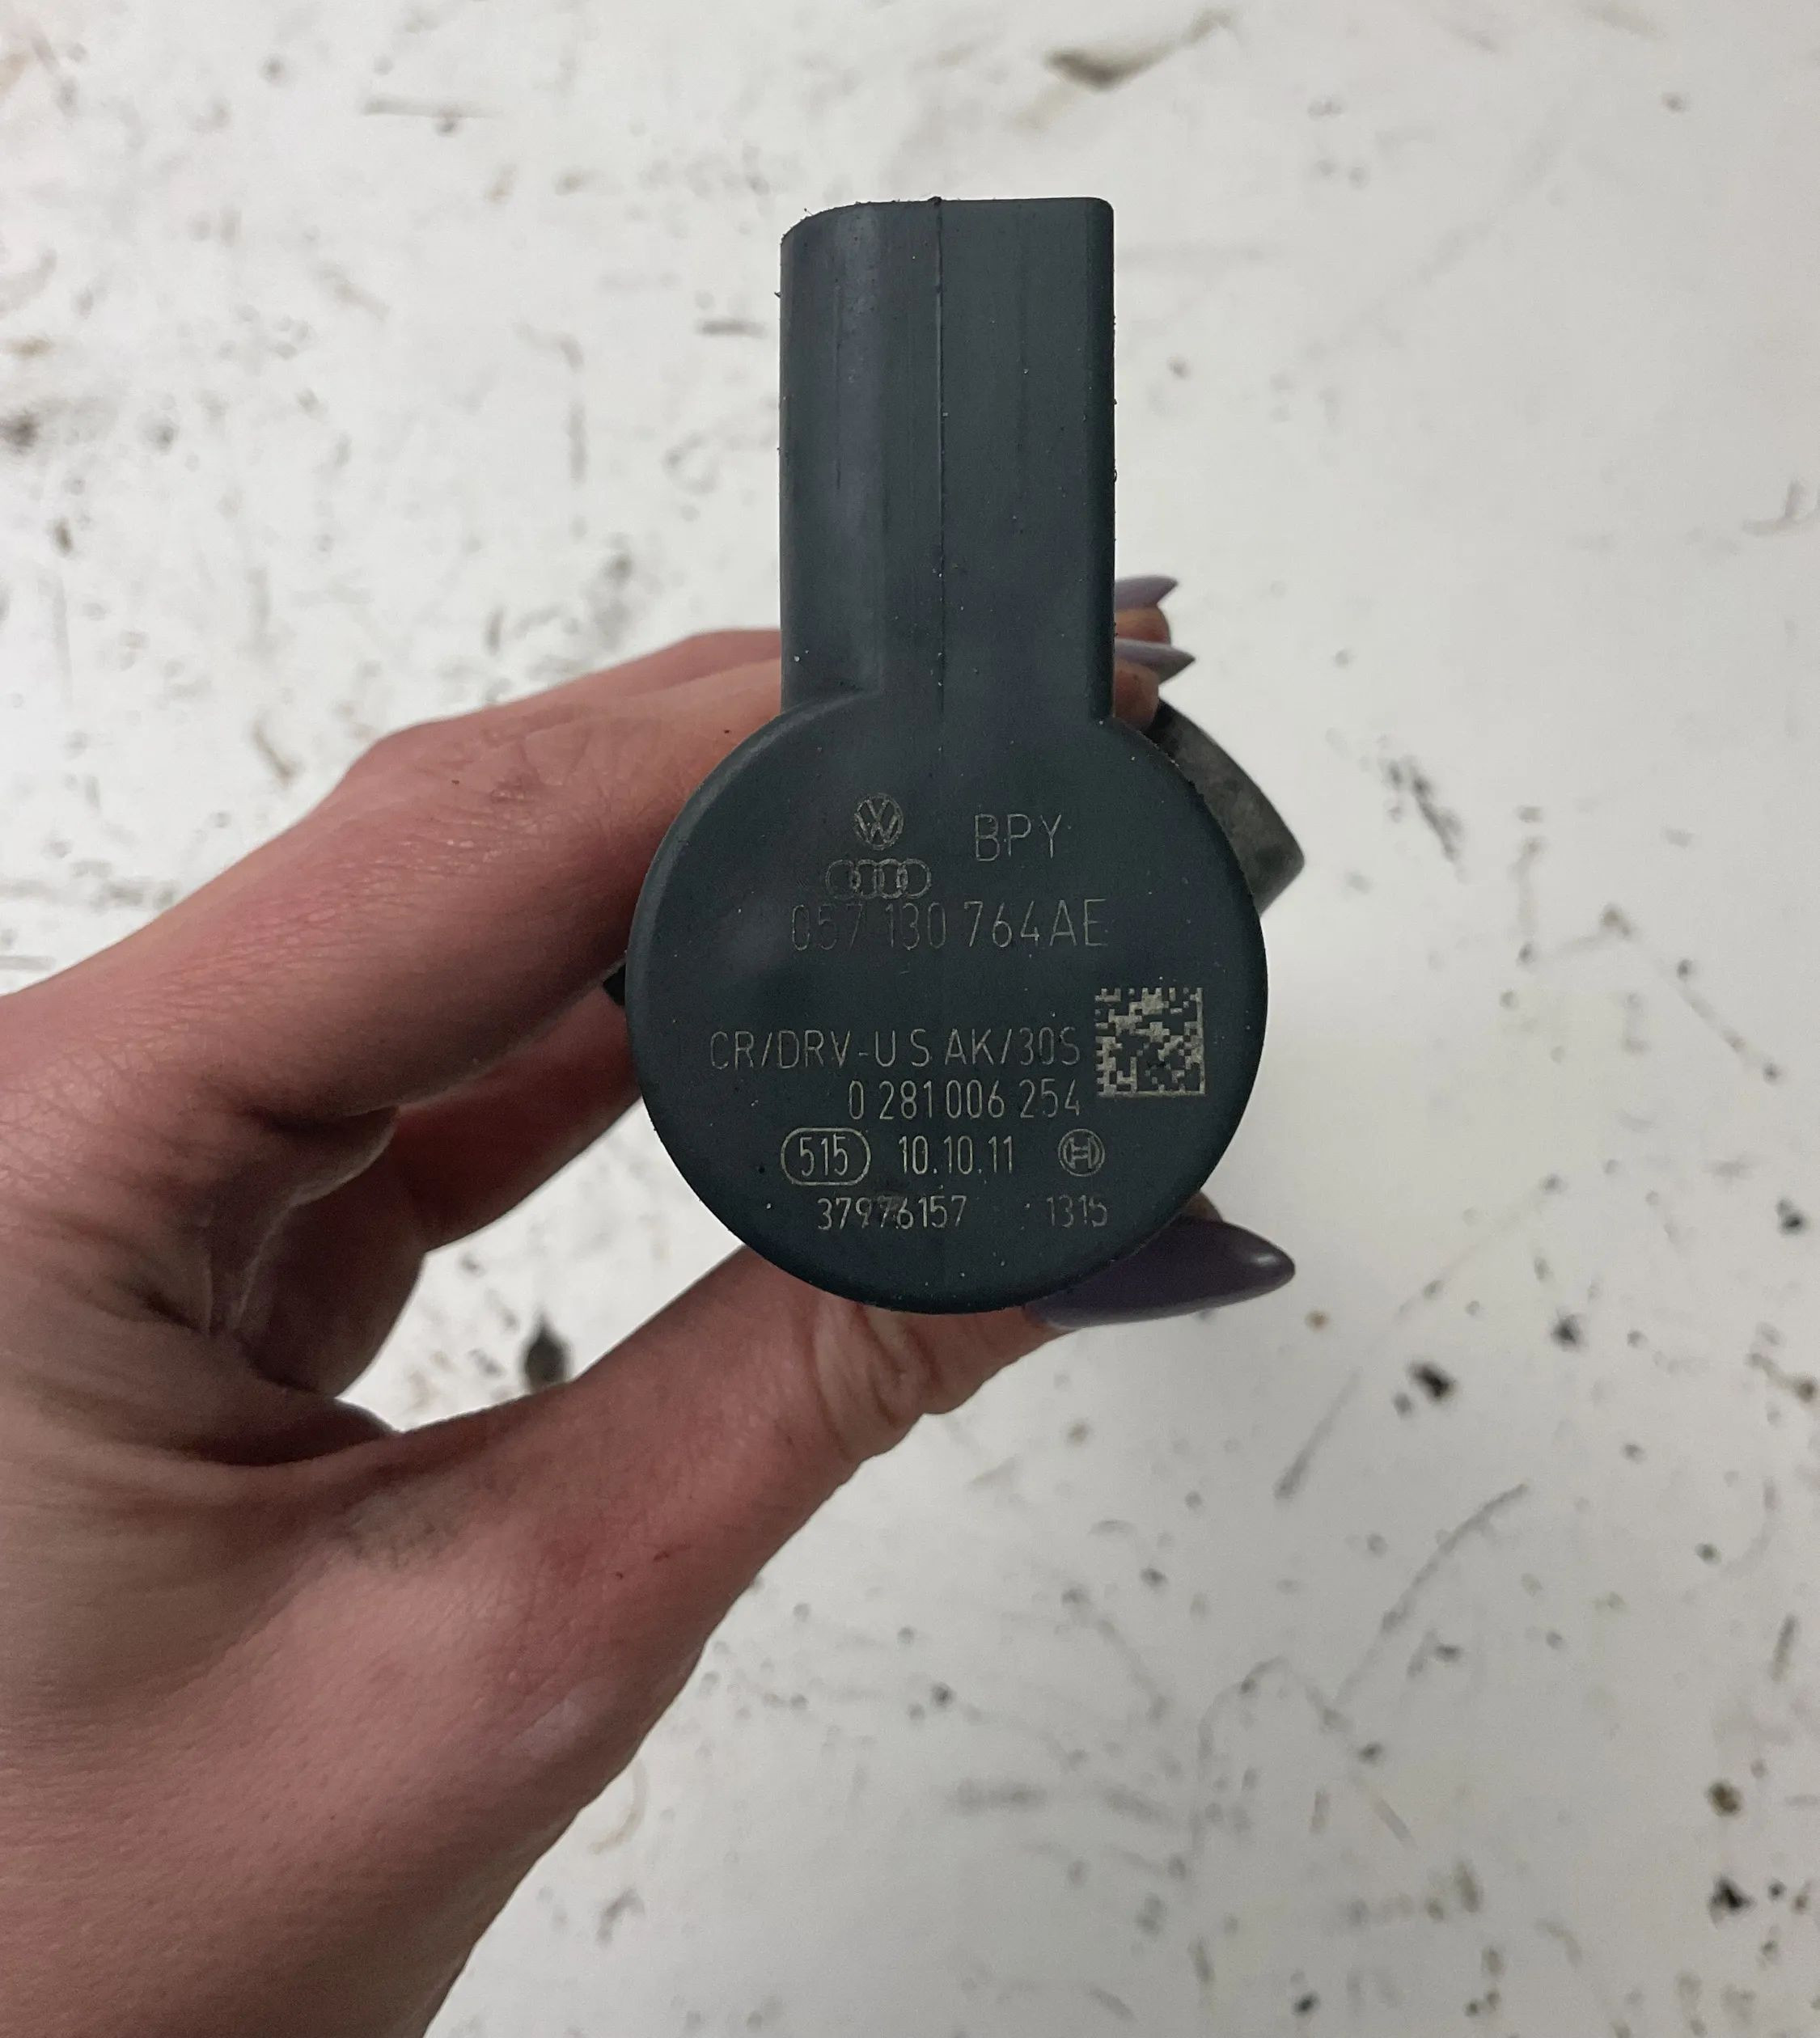 BPY
057 130 764AE
CR/DRV-U S AK/30S
0 281 006 254
515 10.10.11
37976157 1315